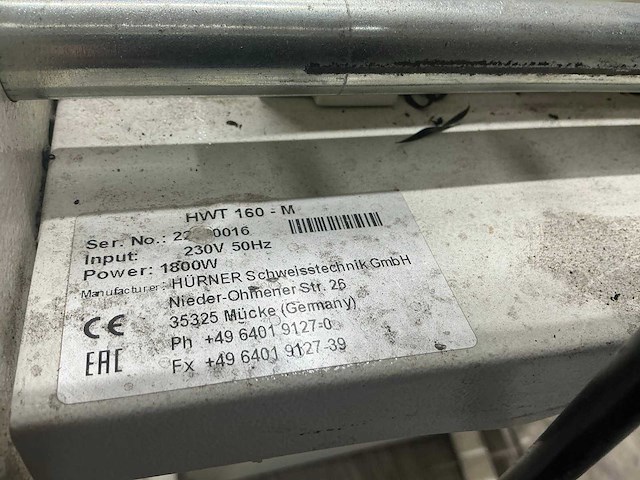 HWT 160 - M
Ser. No.:
Input: 230V 50Hz
Power: 1800W
Manufacturer: HÜRNER Schweisstechnik GmbH
Nieder-Ohmener Str. 26
35325 Mücke (Germany)
Ph +49 6401 9127-0
Fx +49 6401 9127-39
CE
EAC